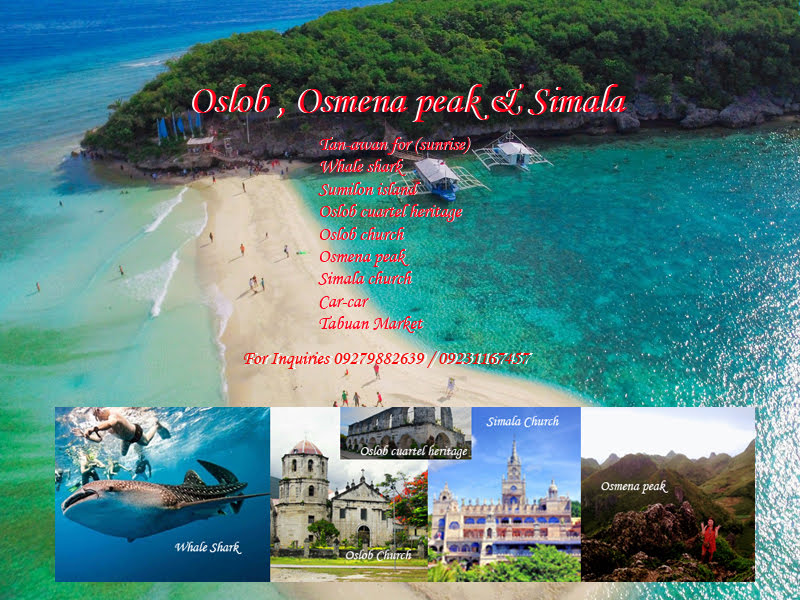 Oslob , Osmena peak & Simala
Tan-awan for (sunrise)
Whale shark
Sumilon island
Oslob cuartel heritage
Oslob church
Osmena peak
Simala church
Car-car
Tabuan Market
For Inquiries 09279882639 / 09231167457
Simala Church
Oslob cuartel heritage
Osmena peak
Whale Shark
Oslob Church